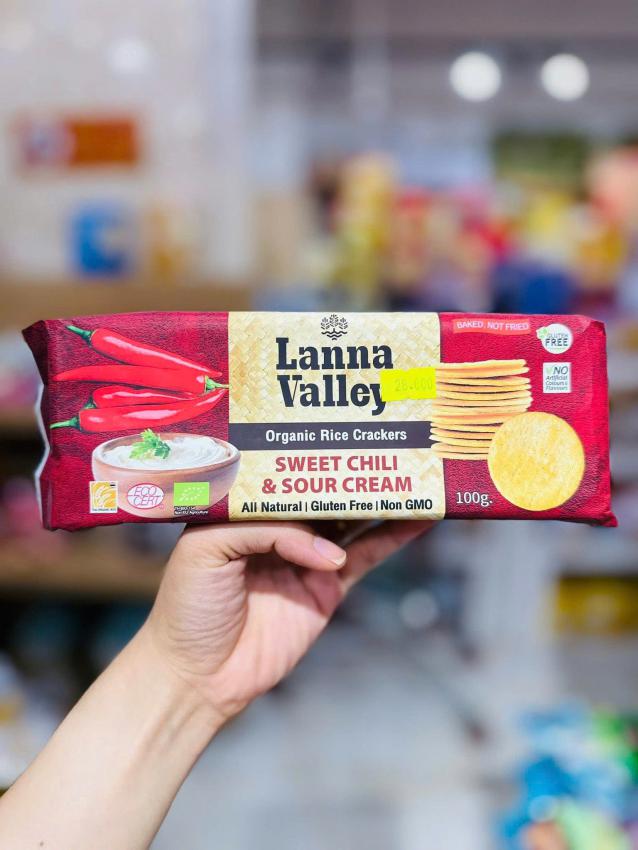 Lanna
Valley
Organic Rice Crackers
SWEET CHILI
& SOUR CREAM
All Natural | Gluten Free | Non GMO
BAKED, NOT FRIED
GLUTEN
FREE
NO
Artificial
Colours &
Flavours
100g.
ECO
CERT